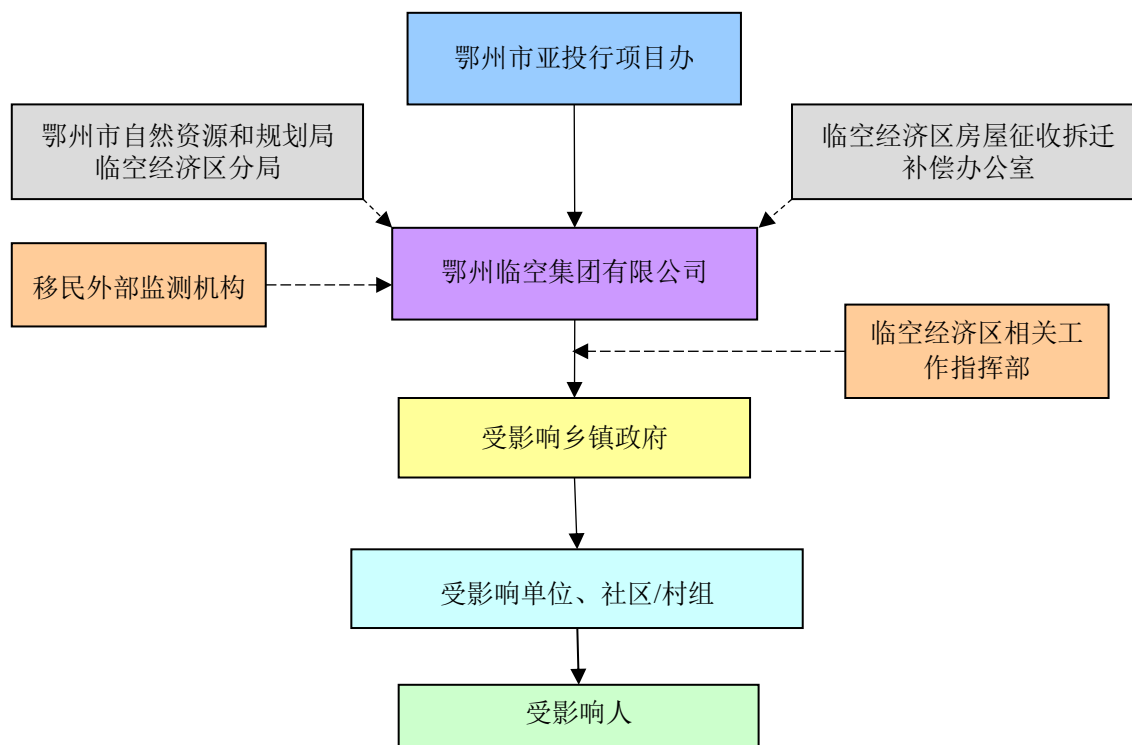 鄂州市亚投行项目办
鄂州市自然资源和规划局
临空经济区分局
临空经济区房屋征收拆迁
补偿办公室
鄂州临空集团有限公司
移民外部监测机构
临空经济区相关工
作指挥部
受影响乡镇政府
受影响单位、社区/村组
受影响人